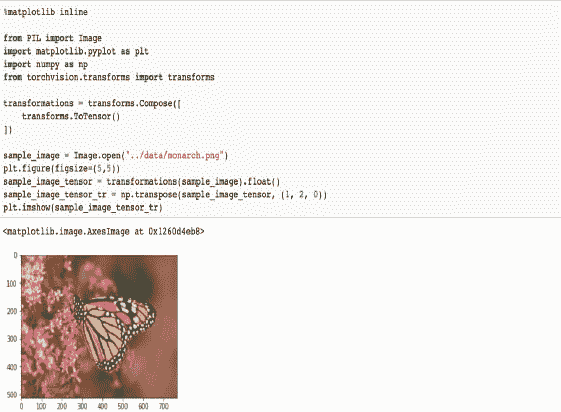 %matplotlib inline
from PIL import Image
import matplotlib.pyplot as plt
import numpy as np
from torchvision.transforms import transforms
transformations = transforms.Compose([
transforms.ToTensor()
])
sample_image = Image.open("../data/monarch.png")
plt.figure(figsize=(5,5))
sample_image_tensor = transformations(sample_image).float()
sample_image_tensor_tr = np.transpose(sample_image_tensor, (1, 2, 0))
plt.imshow(sample_image_tensor_tr)
<matplotlib.image.AxesImage at 0x1260d4eb8>
0
100
200
300
400
500
0 100 200 300 400 500 600 700